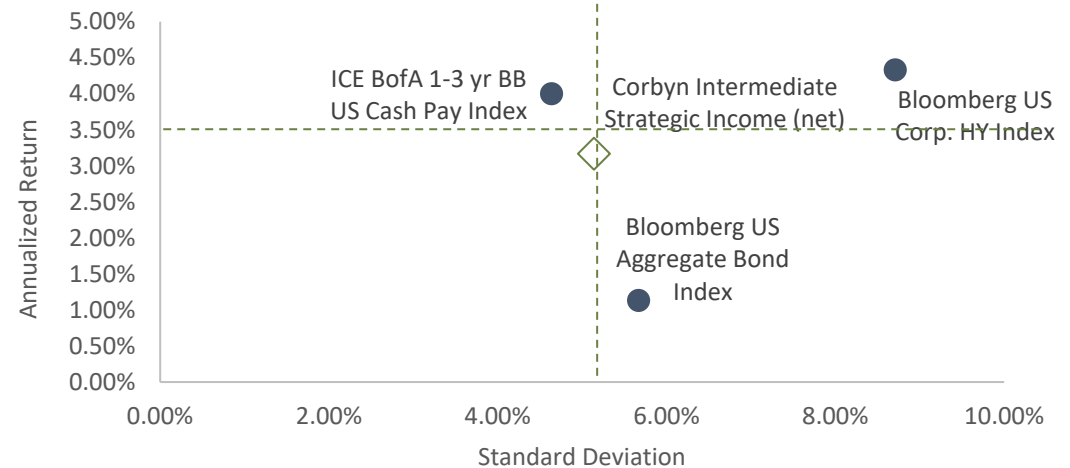 5.00%
4.50%
4.00%
3.50%
3.00%
2.50%
2.00%
1.50%
1.00%
0.50%
0.00%
Annualized Return
ICE BofA 1-3 yr BB
US Cash Pay Index
Corbyn Intermediate
Strategic Income (net)
Bloomberg US
Corp. HY Index
Bloomberg US
Aggregate Bond
Index
0.00%
2.00%
4.00%
6.00%
8.00%
10.00%
Standard Deviation